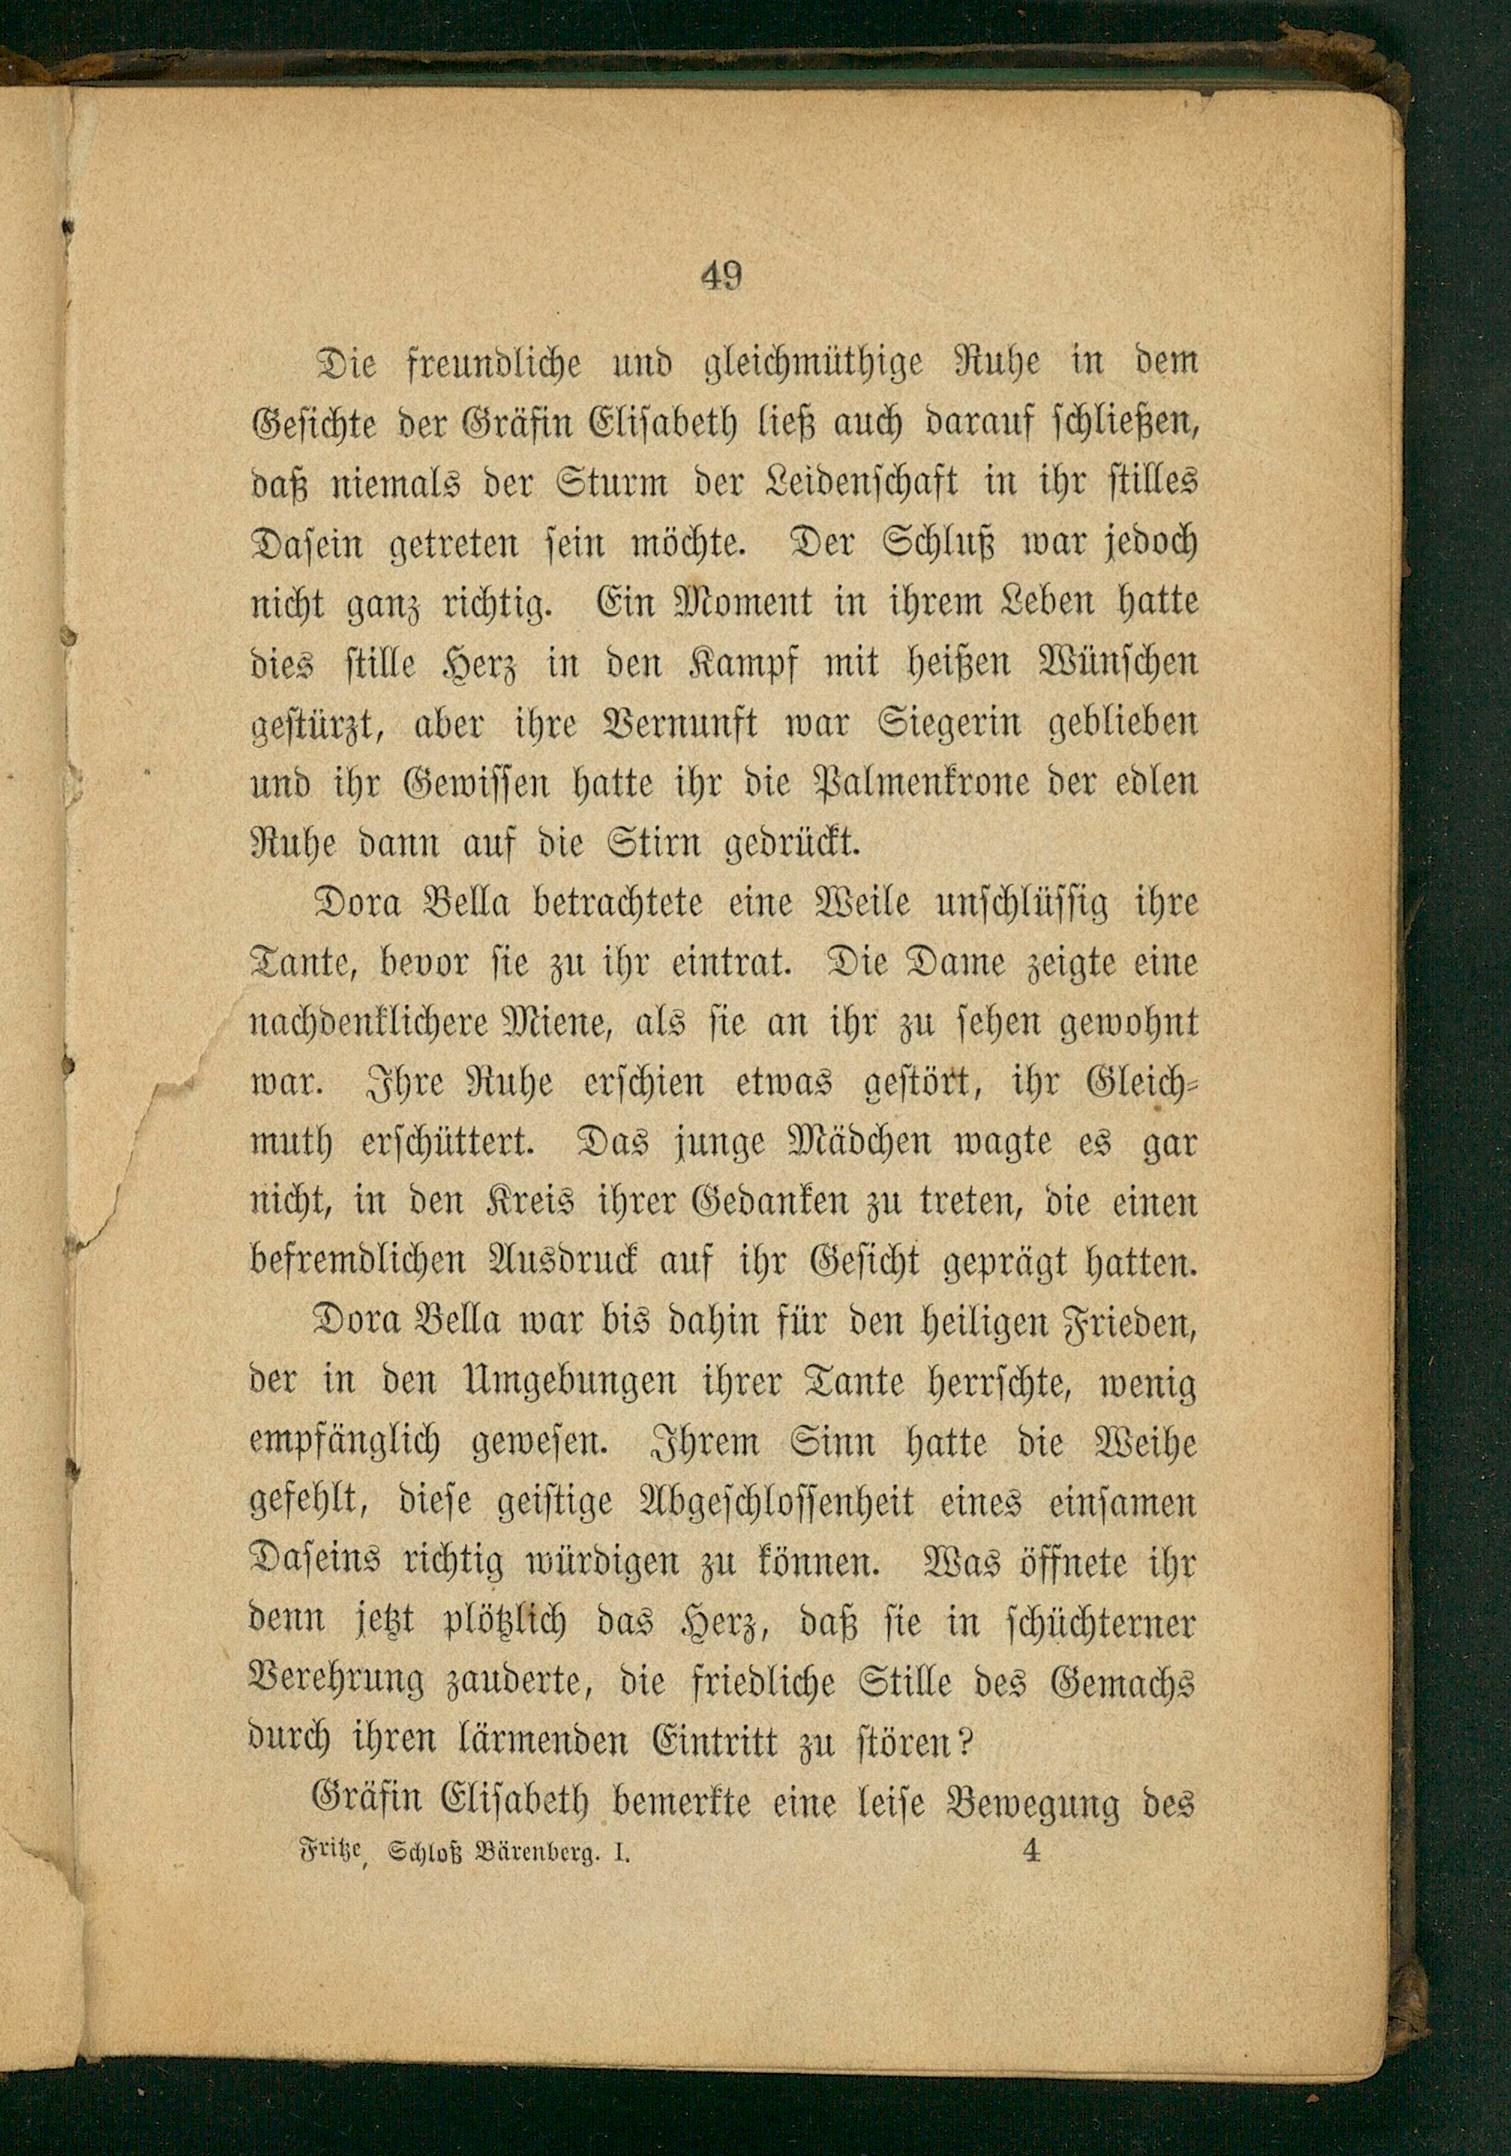 49
Die freundliche und gleichmüthige Ruhe in dem
Gesichte der Gräfin Elisabeth ließ auch darauf schließen,
daß niemals der Sturm der Leidenschaft in ihr stilles
Dasein getreten sein möchte. Der Schluß war jedoch
nicht ganz richtig. Ein Moment in ihrem Leben hatte
dies stille Herz in den Kampf mit heißen Wünschen
gestürzt, aber ihre Vernunft war Siegerin geblieben
und ihr Gewissen hatte ihr die Palmenkrone der edlen
Ruhe dann auf die Stirn gedrückt.
Dora Bella betrachtete eine Weile unschlüssig ihre
Tante, bevor sie zu ihr eintrat. Die Dame zeigte eine
nachdenklichere Miene, als sie an ihr zu sehen gewohnt
war. Ihre Ruhe erschien etwas gestört, ihr Gleich-
muth erschüttert. Das junge Mädchen wagte es gar
nicht, in den Kreis ihrer Gedanken zu treten, die einen
befremdlichen Ausdruck auf ihr Gesicht geprägt hatten.
Dora Bella war bis dahin für den heiligen Frieden,
der in den Umgebungen ihrer Tante herrschte, wenig
empfänglich gewesen. Ihrem Sinn hatte die Weihe
gefehlt, diese geistige Abgeschlossenheit eines einsamen
Daseins richtig würdigen zu können. Was öffnete ihr
denn jetzt plötzlich das Herz, daß sie in schüchterner
Verehrung zauderte, die friedliche Stille des Gemachs
durch ihren lärmenden Eintritt zu stören?
Gräfin Elisabeth bemerkte eine leise Bewegung des
Fritze, Schloß Bärenberg. I. 4